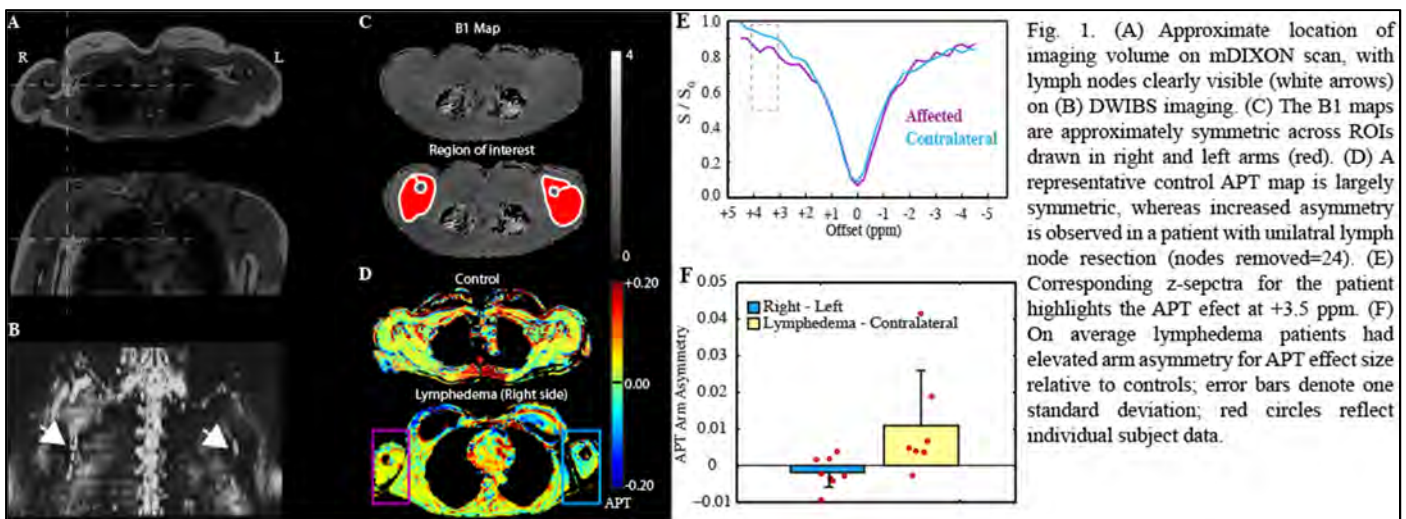 A
R
L
B
C
B1 Map
4
Region of interest
0
D
Control
+0.20
0.00
Lymphedema (Right side)
-0.20
APT
E
S / S0
1.0
0.8
0.6
0.4
0.2
0.0
Affected
Contralateral
+5 +4 +3 +2 +1 0 -1 -2 -3 -4 -5
Offset (ppm)
F
APT Arm Asymmetry
0.05
0.04
0.03
0.02
0.01
0
−0.01
Right - Left
Lymphedema - Contralateral
Fig. 1. (A) Approximate location of
imaging volume on mDIXON scan, with
lymph nodes clearly visible (white arrows)
on (B) DWIBS imaging. (C) The B1 maps
are approximately symmetric across ROIs
drawn in right and left arms (red). (D) A
representative control APT map is largely
symmetric, whereas increased asymmetry
is observed in a patient with unilatral lymph
node resection (nodes removed=24). (E)
Corresponding z-sepctra for the patient
highlights the APT efect at +3.5 ppm. (F)
On average lymphedema patients had
elevated arm asymmetry for APT effect size
relative to controls; error bars denote one
standard deviation; red circles reflect
individual subject data.